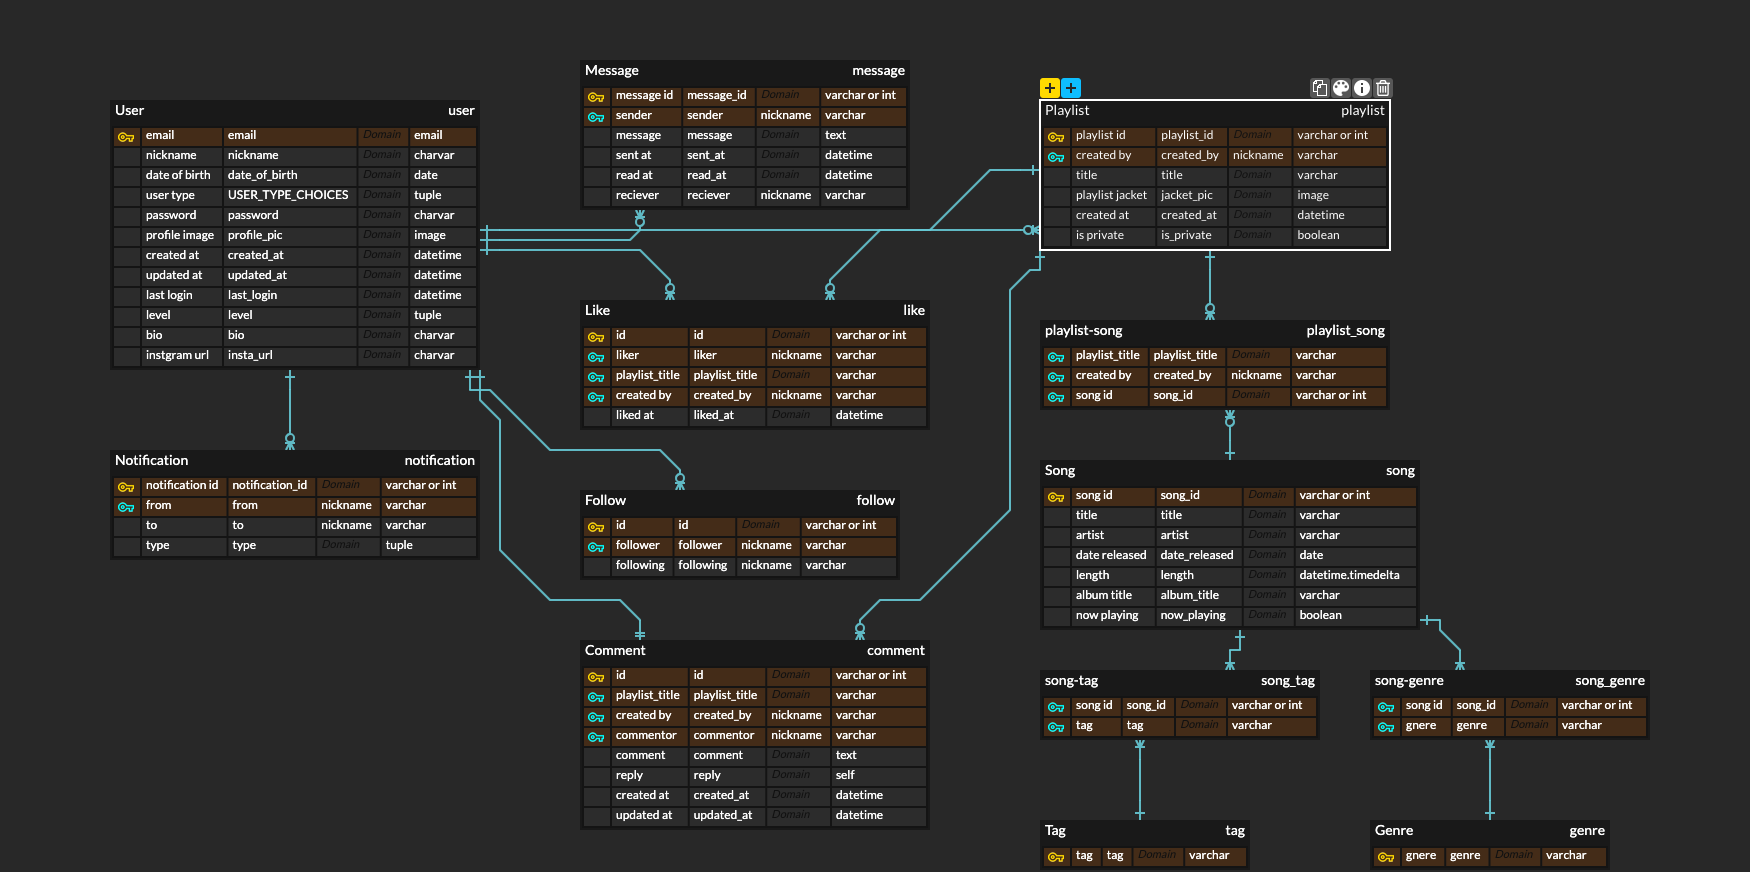 User user
email email Domain email
nickname nickname Domain charvar
date of birth date_of_birth Domain date
user type USER_TYPE_CHOICES Domain tuple
password password Domain charvar
profile image profile_pic Domain image
created at created_at Domain datetime
updated at updated_at Domain datetime
last login last_login Domain datetime
level level Domain tuple
bio bio Domain charvar
instgram url insta_url Domain charvar
Notification notification
notification id notification_id Domain varchar or int
from from nickname varchar
to to nickname varchar
type type Domain tuple
Message message
message id message_id Domain varchar or int
sender sender nickname varchar
message message Domain text
sent at sent_at Domain datetime
read at read_at Domain datetime
reciever reciever nickname varchar
Like like
id id Domain varchar or int
liker liker nickname varchar
playlist_title playlist_title Domain varchar
created by created_by nickname varchar
liked at liked_at Domain datetime
Follow follow
id id Domain varchar or int
follower follower nickname varchar
following following nickname varchar
Comment comment
id id Domain varchar or int
playlist_title playlist_title Domain varchar
created by created_by nickname varchar
commentor commentor nickname varchar
comment comment Domain text
reply reply Domain self
created at created_at Domain datetime
updated at updated_at Domain datetime
Playlist playlist
playlist id playlist_id Domain varchar or int
created by created_by nickname varchar
title title Domain varchar
playlist jacket jacket_pic Domain image
created at created_at Domain datetime
is private is_private Domain boolean
playlist-song playlist_song
playlist_title playlist_title Domain varchar
created by created_by nickname varchar
song id song_id Domain varchar or int
Song song
song id song_id Domain varchar or int
title title Domain varchar
artist artist Domain varchar
date released date_released Domain date
length length Domain datetime.timedelta
album title album_title Domain varchar
now playing now_playing Domain boolean
song-tag song_tag
song id song_id Domain varchar or int
tag tag Domain varchar
song-genre song_genre
song id song_id Domain varchar or int
gnere genre Domain varchar
Tag tag
tag tag Domain varchar
Genre genre
gnere genre Domain varchar